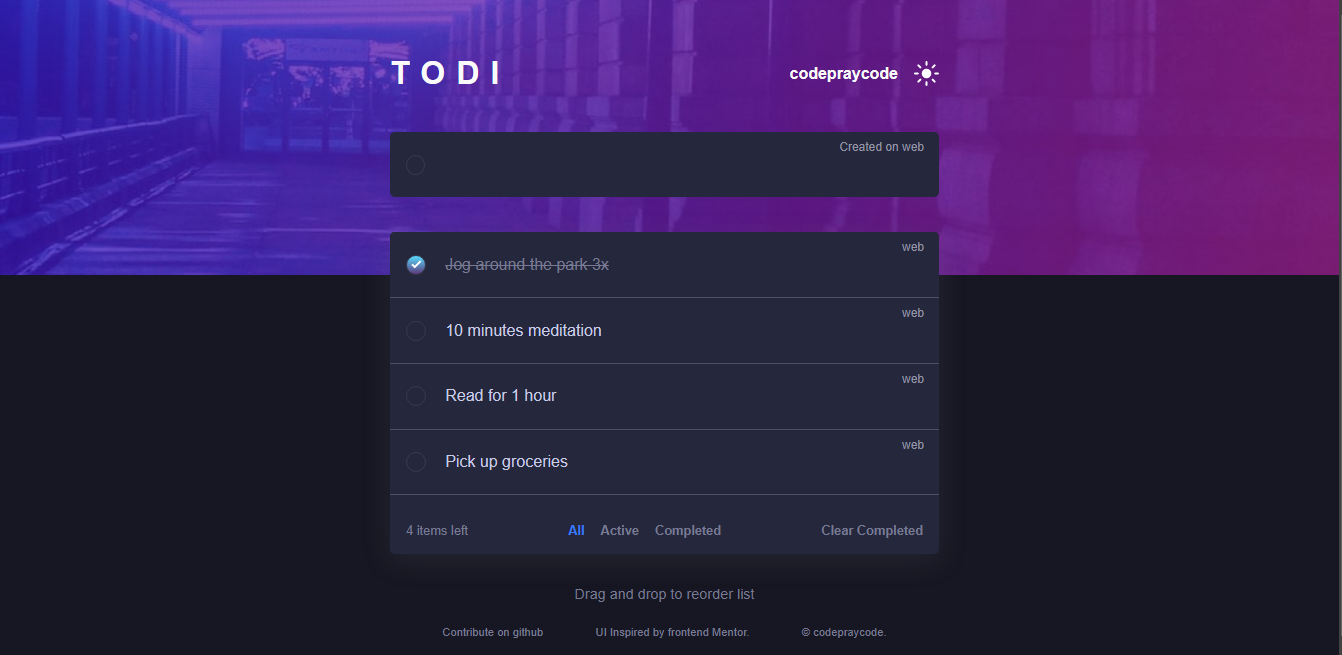 TODI
codepraycode
Created on web
web
Jog around the park 3x
web
10 minutes meditation
web
Read for 1 hour
web
Pick up groceries
4 items left
All Active Completed
Clear Completed
Drag and drop to reorder list
Contribute on github
UI Inspired by frontend Mentor.
© codepraycode.